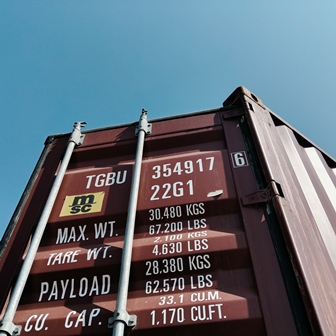 TGBU 354917 6
22G1
m
SC
30.480 KGS
MAX. WT. 67.200 LBS
2.100 KGS
TARE WT. 4.630 LBS
28.380 KGS
PAYLOAD 62.570 LBS
33.1 CU.M.
CU. CAP. 1.170 CU.FT.